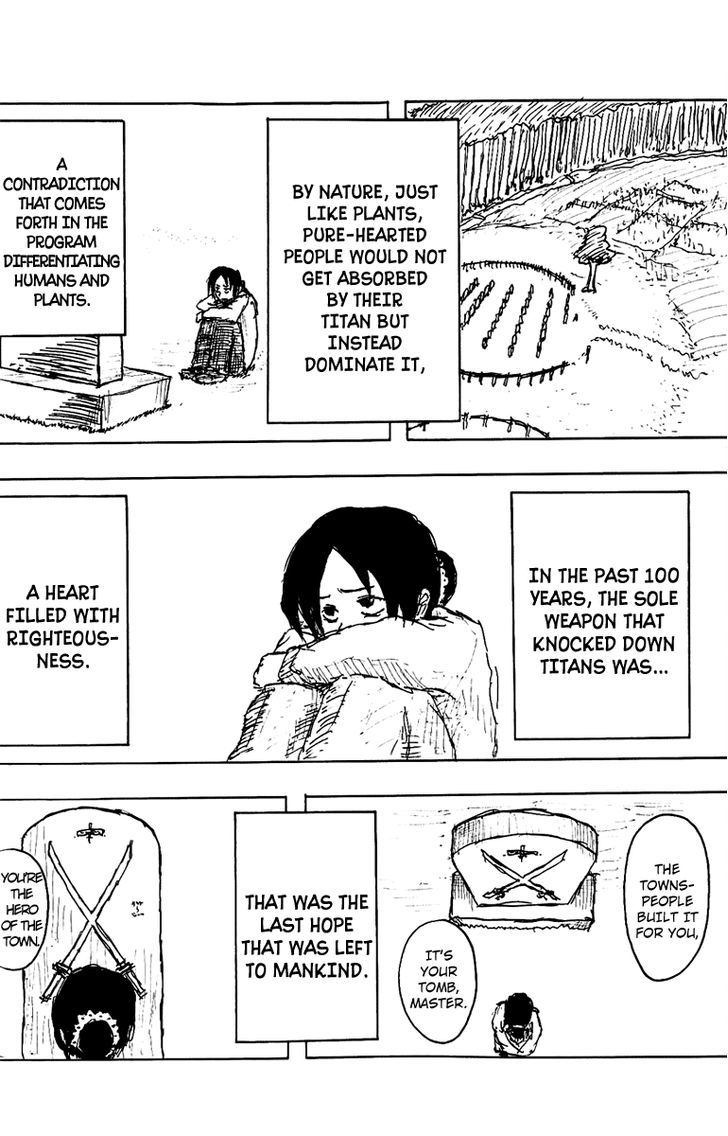 BY NATURE, JUST
LIKE PLANTS,
PURE-HEARTED
PEOPLE WOULD NOT
GET ABSORBED
BY THEIR
TITAN BUT
INSTEAD
DOMINATE IT,
A
CONTRADICTION
THAT COMES
FORTH IN THE
PROGRAM
DIFFERENTIATING
HUMANS AND
PLANTS.
IN THE PAST 100
YEARS, THE SOLE
WEAPON THAT
KNOCKED DOWN
TITANS WAS...
A HEART
FILLED WITH
RIGHTEOUS-
NESS.
THE
TOWNS-
PEOPLE
BUILT IT
FOR YOU,
IT'S
YOUR
TOMB,
MASTER.
THAT WAS THE
LAST HOPE
THAT WAS LEFT
TO MANKIND.
YOU'RE
THE
HERO
OF THE
TOWN.